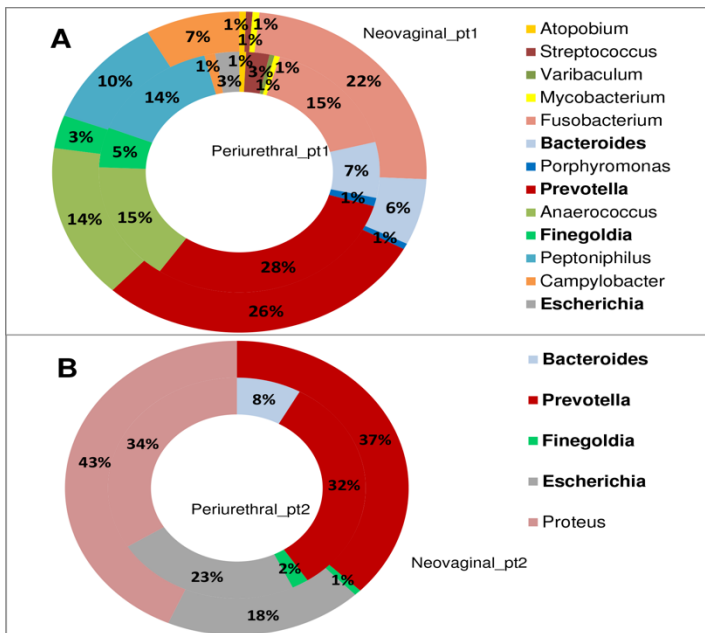 A
Neovaginal_pt1
7%
1%
1%
1%
22%
10%
14%
1%
3%
1%
3%
1%
1%
15%
3%
5%
Periurethral_pt1
7%
1%
6%
1%
14%
15%
28%
26%
Atopobium
Streptococcus
Varibaculum
Mycobacterium
Fusobacterium
Bacteroides
Porphyromonas
Prevotella
Anaerococcus
Finegoldia
Peptoniphilus
Campylobacter
Escherichia
B
8%
37%
34%
43%
32%
Periurethral_pt2
Neovaginal_pt2
2%
1%
23%
18%
Bacteroides
Prevotella
Finegoldia
Escherichia
Proteus